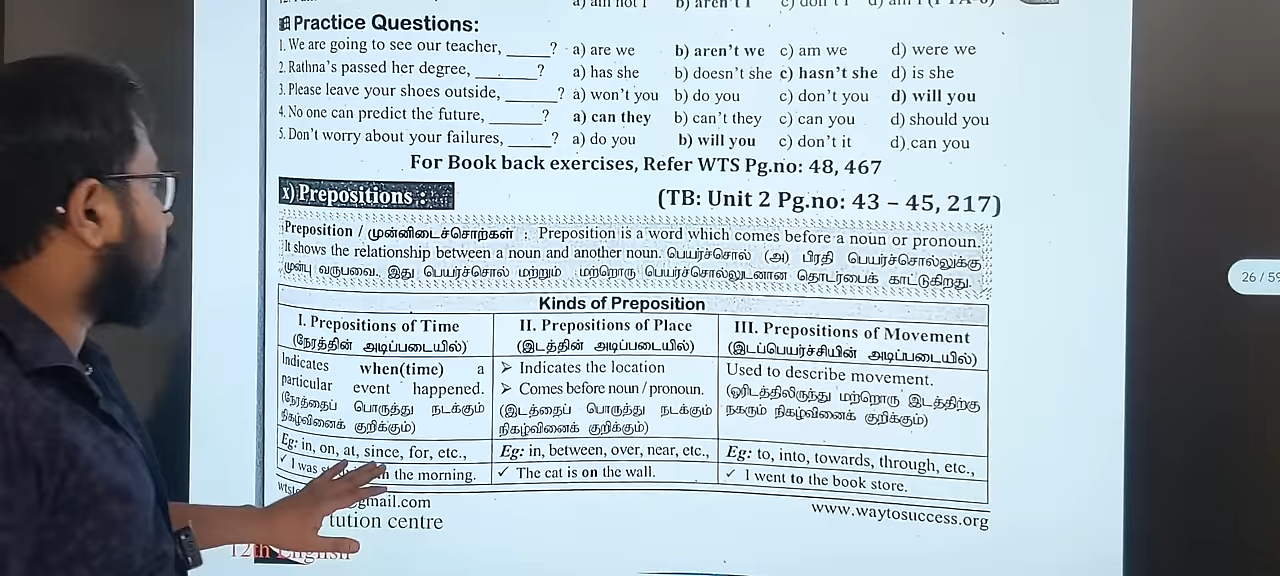 a) am not I b) aren't I c) don't I d) am I
Practice Questions:
1. We are going to see our teacher, _____? a) are we b) aren't we c) am we d) were we
2. Rathna's passed her degree, _______? a) has she b) doesn't she c) hasn't she d) is she
3. Please leave your shoes outside, ______? a) won't you b) do you c) don't you d) will you
4. No one can predict the future, ______? a) can they b) can't they c) can you d) should you
5. Don't worry about your failures, _____? a) do you b) will you c) don't it d) can you
For Book back exercises, Refer WTS Pg.no: 48, 467
x) Prepositions : (TB: Unit 2 Pg.no: 43 – 45, 217)
Preposition / முன்னிடைச்சொற்கள் : Preposition is a word which comes before a noun or pronoun.
It shows the relationship between a noun and another noun. பெயர்ச்சொல் (அ) பிரதி பெயர்ச்சொல்லுக்கு
முன்பு வருபவை. இது பெயர்ச்சொல் மற்றும் மற்றொரு பெயர்ச்சொல்லுடனான தொடர்பைக் காட்டுகிறது.
Kinds of Preposition
I. Prepositions of Time
(நேரத்தின் அடிப்படையில்)
Indicates when(time) a
particular event happened.
(நேரத்தைப் பொருத்து நடக்கும்
நிகழ்வினைக் குறிக்கும்)
Eg: in, on, at, since, for, etc.,
✓ I was the morning.
II. Prepositions of Place
(இடத்தின் அடிப்படையில்)
➢ Indicates the location
➢ Comes before noun / pronoun.
(இடத்தைப் பொருத்து நடக்கும்
நிகழ்வினைக் குறிக்கும்)
Eg: in, between, over, near, etc.,
✓ The cat is on the wall.
III. Prepositions of Movement
(இடப்பெயர்ச்சியின் அடிப்படையில்)
Used to describe movement.
(ஓரிடத்திலிருந்து மற்றொரு இடத்திற்கு
நகரும் நிகழ்வினைக் குறிக்கும்)
Eg: to, into, towards, through, etc.,
✓ I went to the book store.
@gmail.com www.waytosuccess.org
tution centre
12th English
26 / 59